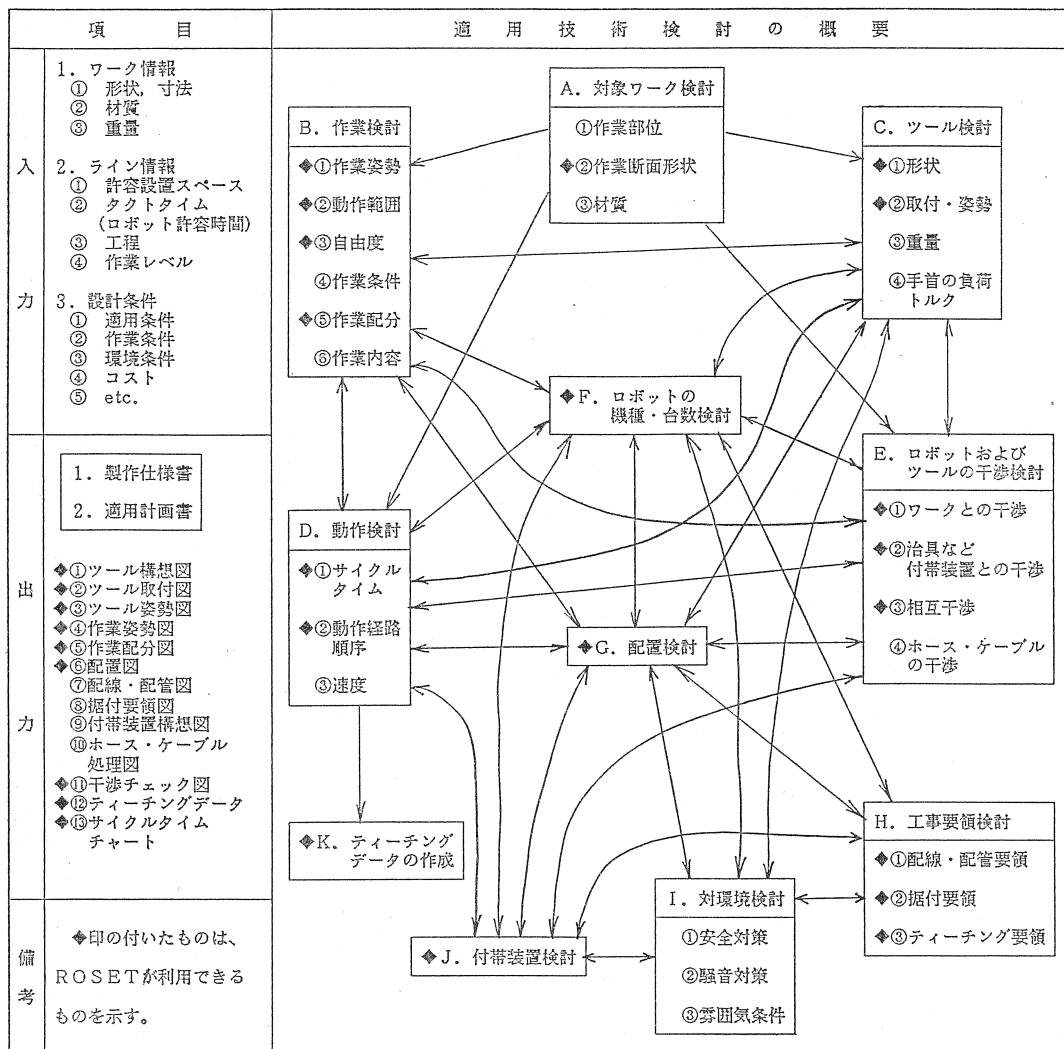 項　目
適用技術検討の概要
入力
1．ワーク情報
① 形状，寸法
② 材質
③ 重量
2．ライン情報
① 許容設置スペース
② タクトタイム
(ロボット許容時間)
③ 工程
④ 作業レベル
3．設計条件
① 適用条件
② 作業条件
③ 環境条件
④ コスト
⑤ etc.
出力
1．製作仕様書
2．適用計画書
◆①ツール構想図
◆②ツール取付図
◆③ツール姿勢図
◆④作業姿勢図
◆⑤作業配分図
◆⑥配置図
⑦配線・配管図
⑧据付要領図
⑨付帯装置構想図
⑩ホース・ケーブル
処理図
◆⑪干渉チェック図
◆⑫ティーチングデータ
◆⑬サイクルタイム
チャート
備考
◆印の付いたものは、
ROSETが利用できる
ものを示す。
A．対象ワーク検討
①作業部位
◆②作業断面形状
③材質
B．作業検討
◆①作業姿勢
◆②動作範囲
◆③自由度
④作業条件
◆⑤作業配分
⑥作業内容
C．ツール検討
◆①形状
◆②取付・姿勢
③重量
④手首の負荷
トルク
◆F．ロボットの
機種・台数検討
E．ロボットおよび
ツールの干渉検討
◆①ワークとの干渉
◆②治具など
付帯装置との干渉
◆③相互干渉
④ホース・ケーブル
の干渉
D．動作検討
◆①サイクル
タイム
◆②動作経路
順序
③速度
◆G．配置検討
◆K．ティーチング
データの作成
H．工事要領検討
◆①配線・配管要領
◆②据付要領
◆③ティーチング要領
I．対環境検討
①安全対策
②騒音対策
③雰囲気条件
◆J．付帯装置検討